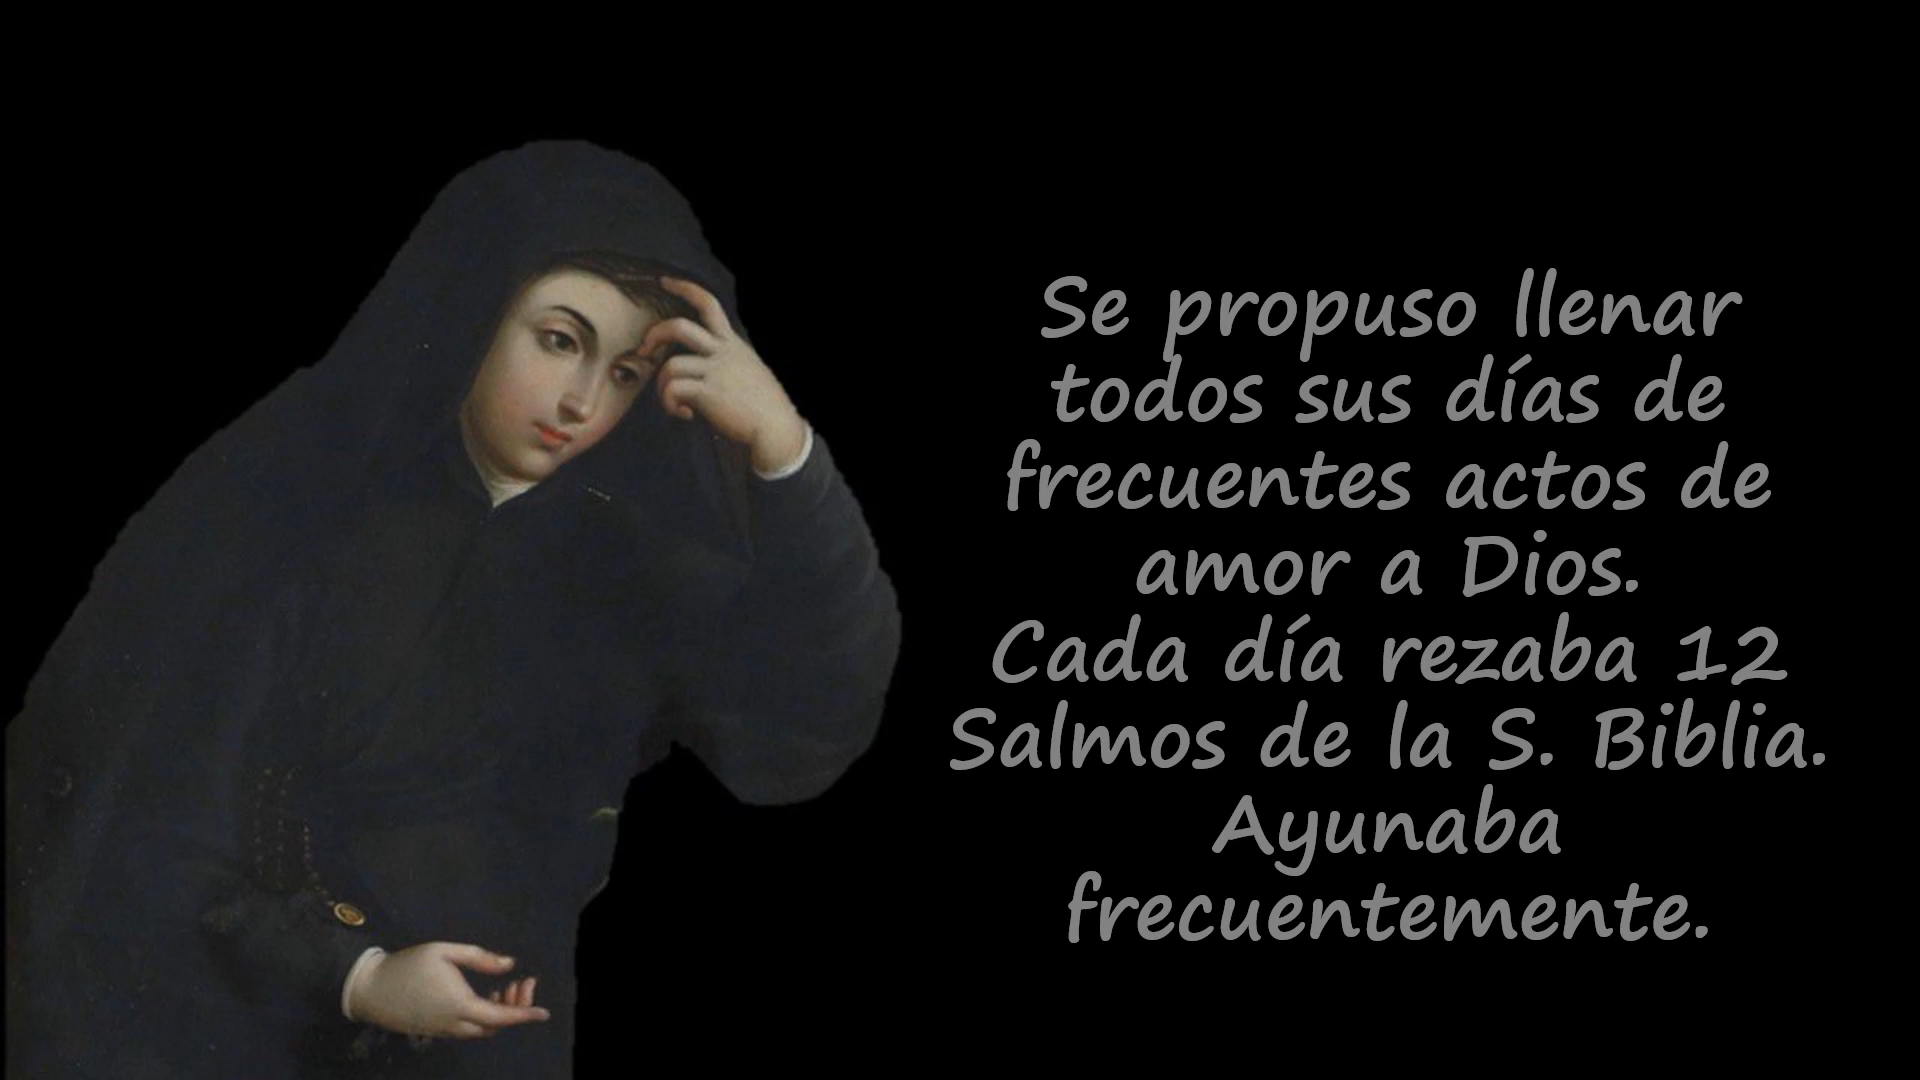 Se propuso llenar
todos sus días de
frecuentes actos de
amor a Dios.
Cada día rezaba 12
Salmos de la S. Biblia.
Ayunaba
frecuentemente.